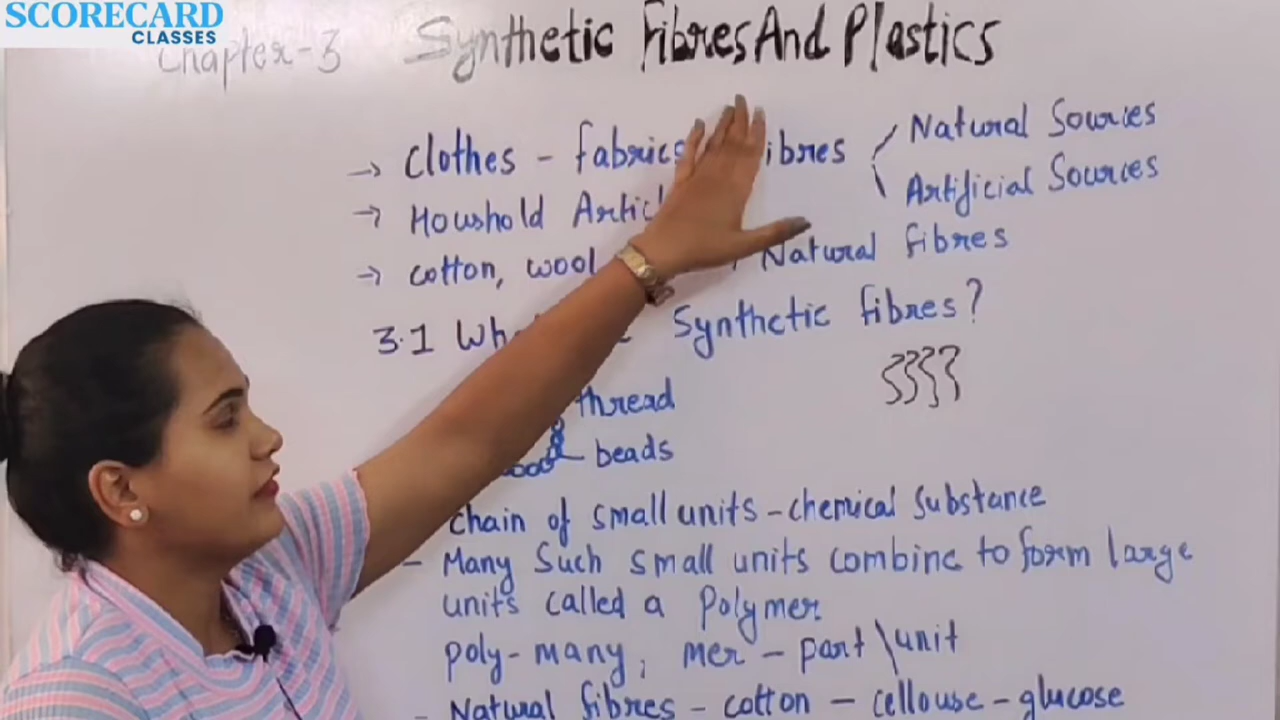 SCORECARD
CLASSES
Chapter-3 Synthetic Fibres And Plastics
→ Clothes - fabrics ibres Natural Sources
Artificial Sources
→ Houshold Artic
→ cotton, wool Natural fibres
3.1 Wh Synthetic fibres?
thread
beads
Chain of small units - chemical substance
- Many Such small units combine to form large
units called a Polymer
poly - many, mer - part \ unit
- Natural fibres - cotton - cellouse - glucose